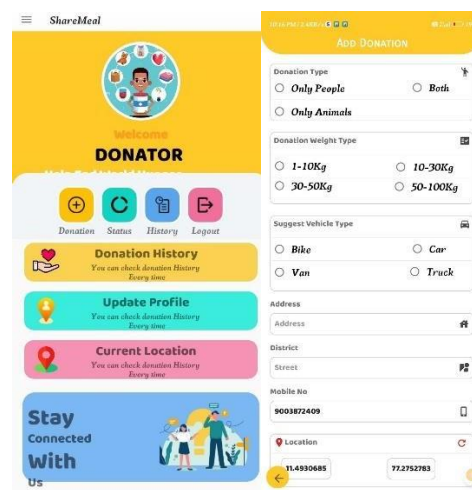 ShareMeal
Welcome
DONATOR
Donation
Status
History
Logout
Donation History
You can check donation History
Every time
Update Profile
You can check donation History
Every time
Current Location
You can check donation History
Every time
Stay
Connected
With
Us
ADD DONATION
Donation Type
Only People
Both
Only Animals
Donation Weight Type
1-10Kg
10-30Kg
30-50Kg
50-100Kg
Suggest Vehicle Type
Bike
Car
Van
Truck
Address
Address
District
Street
Mobile No
9003872409
Location
11.4930685
77.2752783